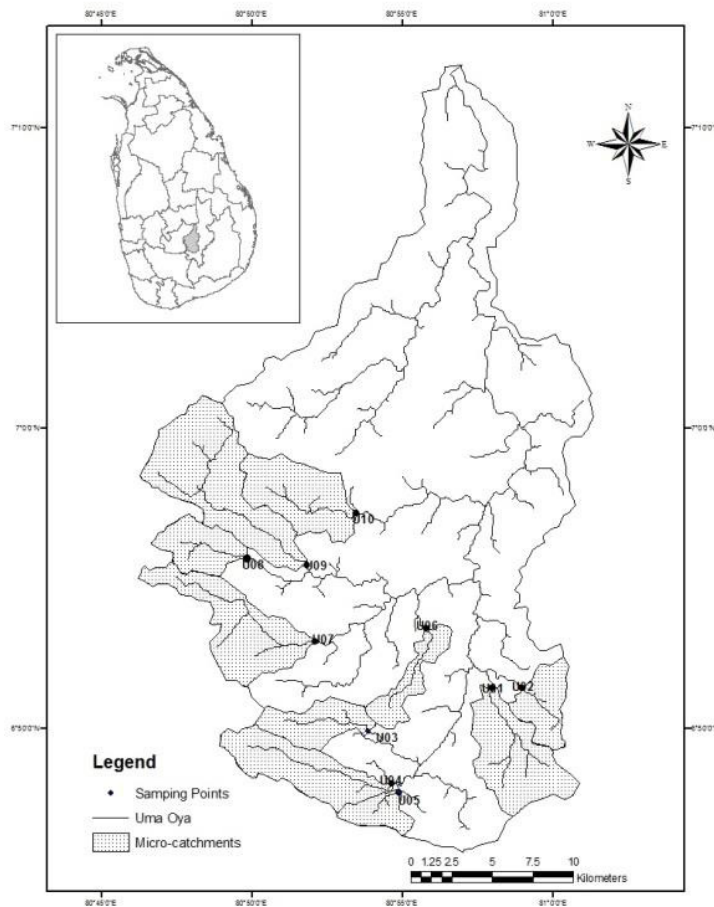 80°45'0"E 80°50'0"E 80°55'0"E 81°0'0"E
7°10'0"N 7°10'0"N
N
W E
S
7°0'0"N 7°0'0"N
U10
U08 U09
U06
U07
U01 U02
6°50'0"N 6°50'0"N
U03
Legend
U04
Samping Points
U05
Uma Oya
Micro-catchments
0 1.25 2.5 5 7.5 10
Kilometers
80°45'0"E 80°50'0"E 80°55'0"E 81°0'0"E